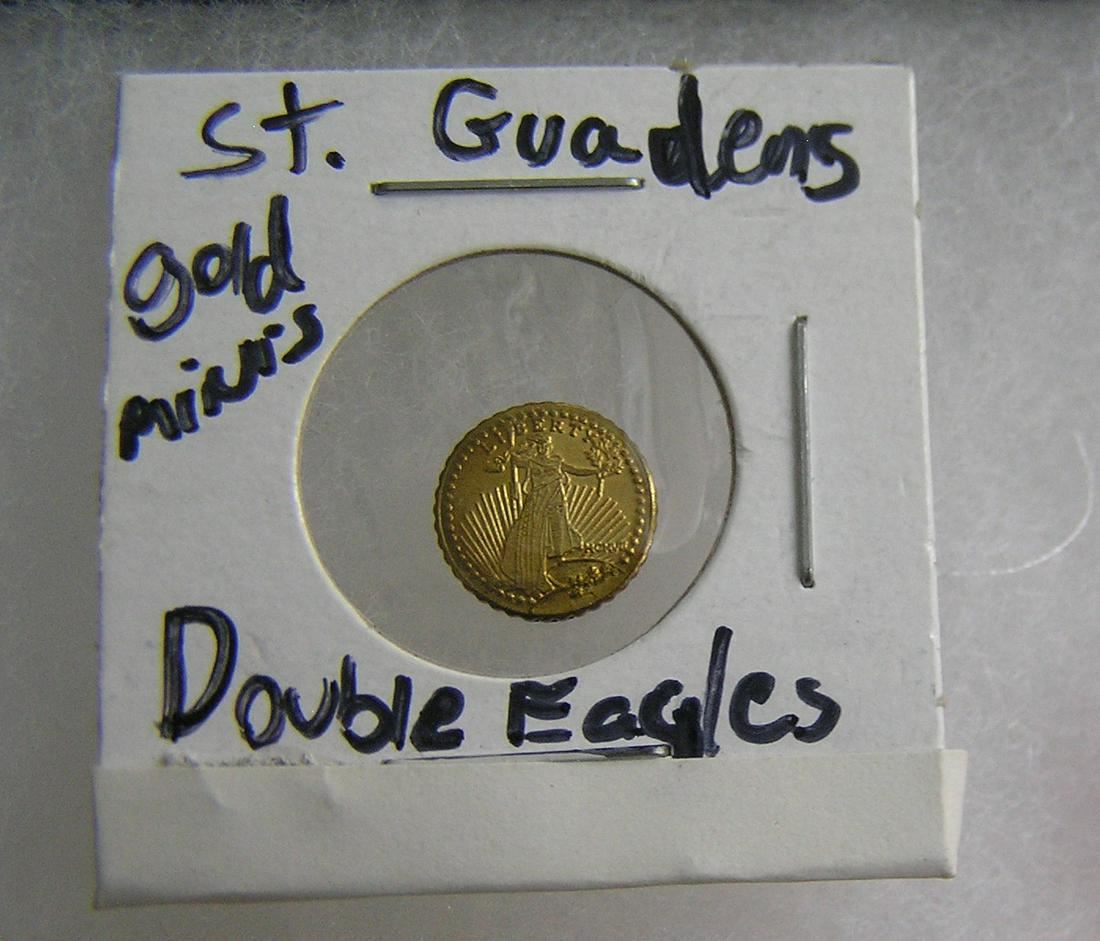 St. Guadens
gold
minis
LIBERTY
Double Eagles